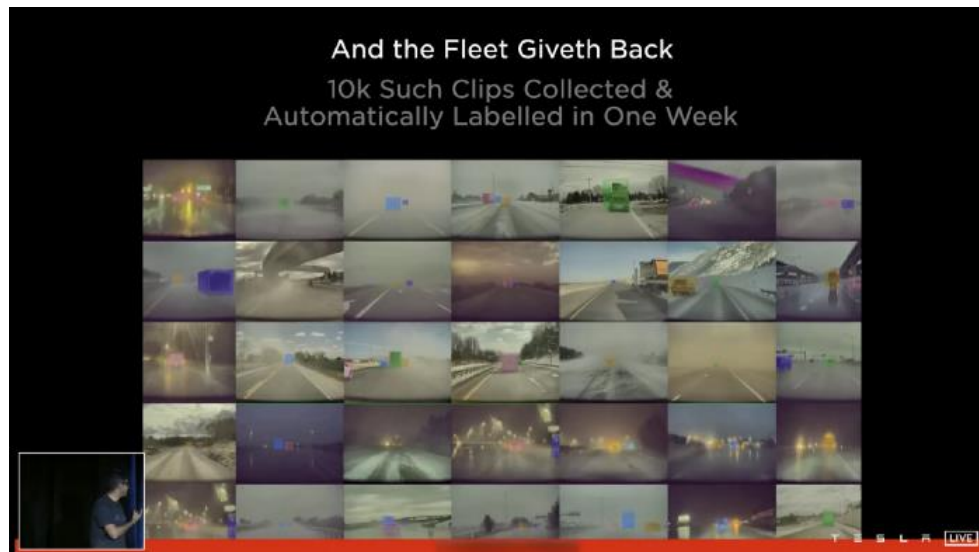 And the Fleet Giveth Back
10k Such Clips Collected &
Automatically Labelled in One Week
TESLA LIVE